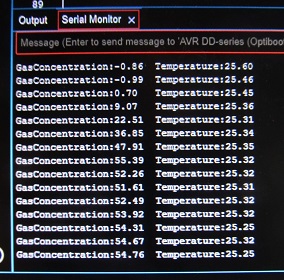 89
Output Serial Monitor ×
Message (Enter to send message to 'AVR DD-series (Optiboo
GasConcentration:-0.86 Temperature:25.60
GasConcentration:-0.99 Temperature:25.46
GasConcentration:0.70 Temperature:25.45
GasConcentration:9.07 Temperature:25.36
GasConcentration:22.51 Temperature:25.31
GasConcentration:36.85 Temperature:25.34
GasConcentration:47.91 Temperature:25.35
GasConcentration:55.39 Temperature:25.32
GasConcentration:52.26 Temperature:25.32
GasConcentration:51.61 Temperature:25.31
GasConcentration:52.49 Temperature:25.32
GasConcentration:53.92 Temperature:25.32
GasConcentration:54.31 Temperature:25.25
GasConcentration:54.67 Temperature:25.32
GasConcentration:54.76 Temperature:25.25